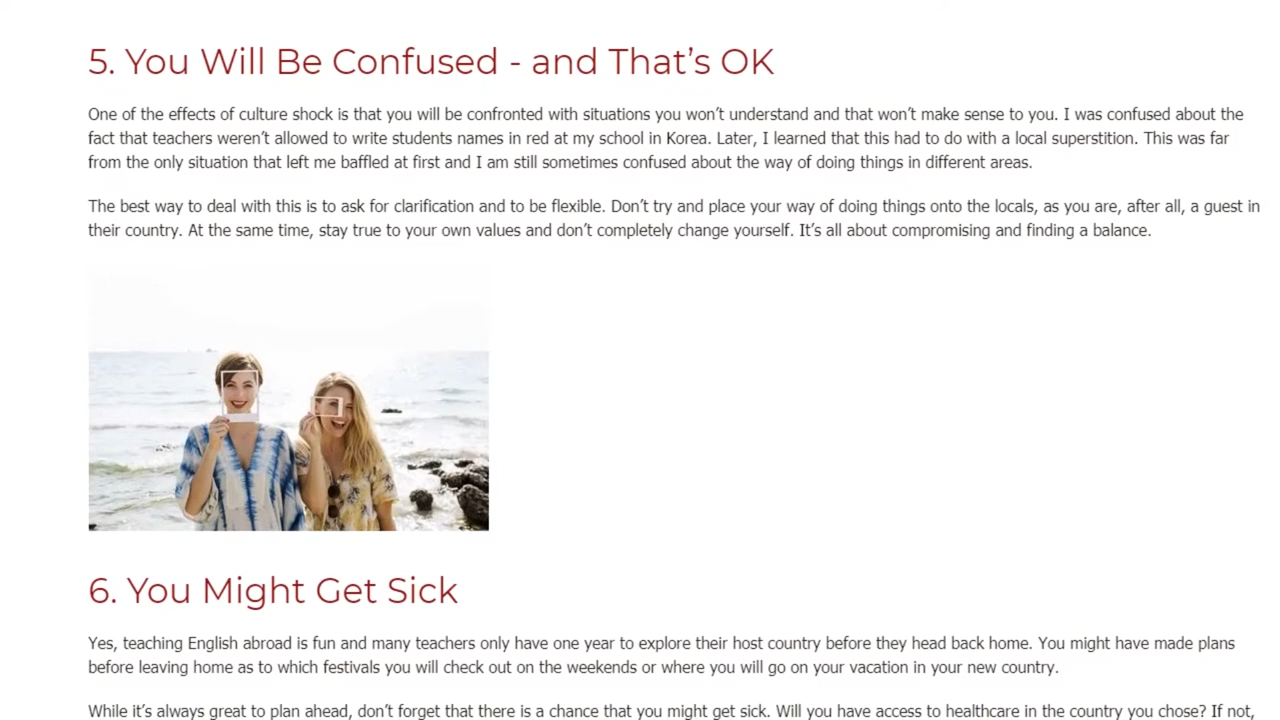 5. You Will Be Confused - and That's OK
One of the effects of culture shock is that you will be confronted with situations you won't understand and that won't make sense to you. I was confused about the
fact that teachers weren't allowed to write students names in red at my school in Korea. Later, I learned that this had to do with a local superstition. This was far
from the only situation that left me baffled at first and I am still sometimes confused about the way of doing things in different areas.
The best way to deal with this is to ask for clarification and to be flexible. Don't try and place your way of doing things onto the locals, as you are, after all, a guest in
their country. At the same time, stay true to your own values and don't completely change yourself. It's all about compromising and finding a balance.
6. You Might Get Sick
Yes, teaching English abroad is fun and many teachers only have one year to explore their host country before they head back home. You might have made plans
before leaving home as to which festivals you will check out on the weekends or where you will go on your vacation in your new country.
While it's always great to plan ahead, don't forget that there is a chance that you might get sick. Will you have access to healthcare in the country you chose? If not,